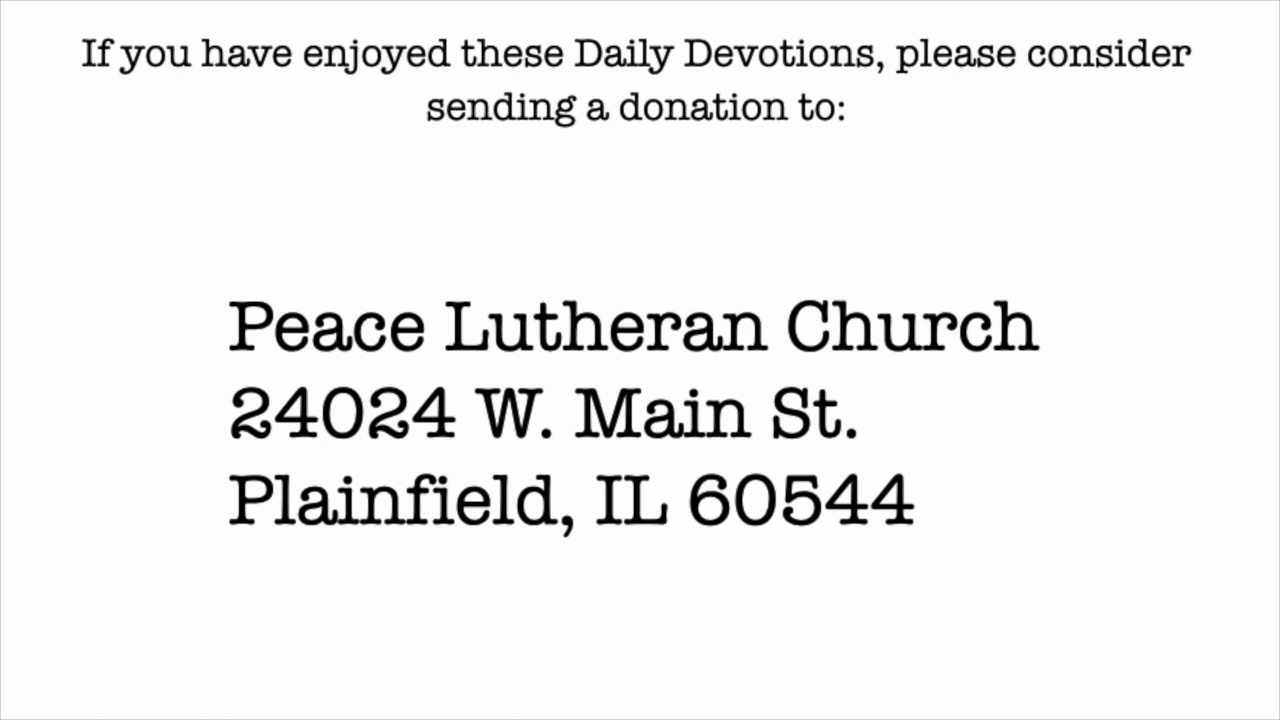 If you have enjoyed these Daily Devotions, please consider
sending a donation to:
Peace Lutheran Church
24024 W. Main St.
Plainfield, IL 60544